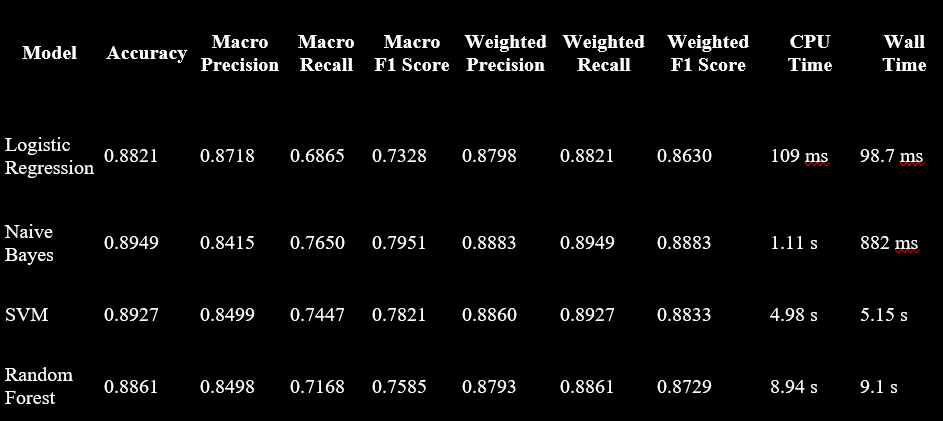 Model Accuracy Macro Precision Macro Recall Macro F1 Score Weighted Precision Weighted Recall Weighted F1 Score CPU Time Wall Time
Logistic Regression 0.8821 0.8718 0.6865 0.7328 0.8798 0.8821 0.8630 109 ms 98.7 ms
Naive Bayes 0.8949 0.8415 0.7650 0.7951 0.8883 0.8949 0.8883 1.11 s 882 ms
SVM 0.8927 0.8499 0.7447 0.7821 0.8860 0.8927 0.8833 4.98 s 5.15 s
Random Forest 0.8861 0.8498 0.7168 0.7585 0.8793 0.8861 0.8729 8.94 s 9.1 s